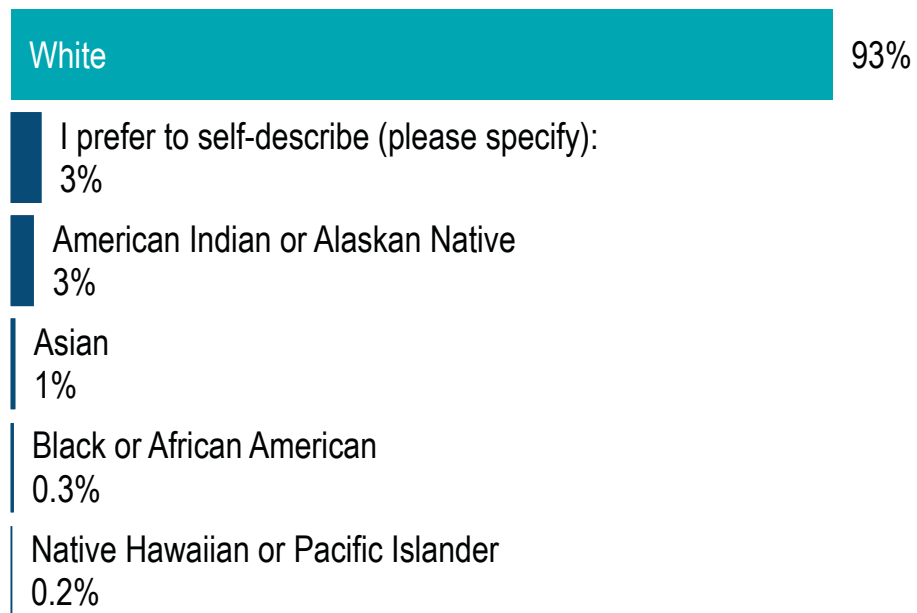 White 93%
I prefer to self-describe (please specify):
3%
American Indian or Alaskan Native
3%
Asian
1%
Black or African American
0.3%
Native Hawaiian or Pacific Islander
0.2%